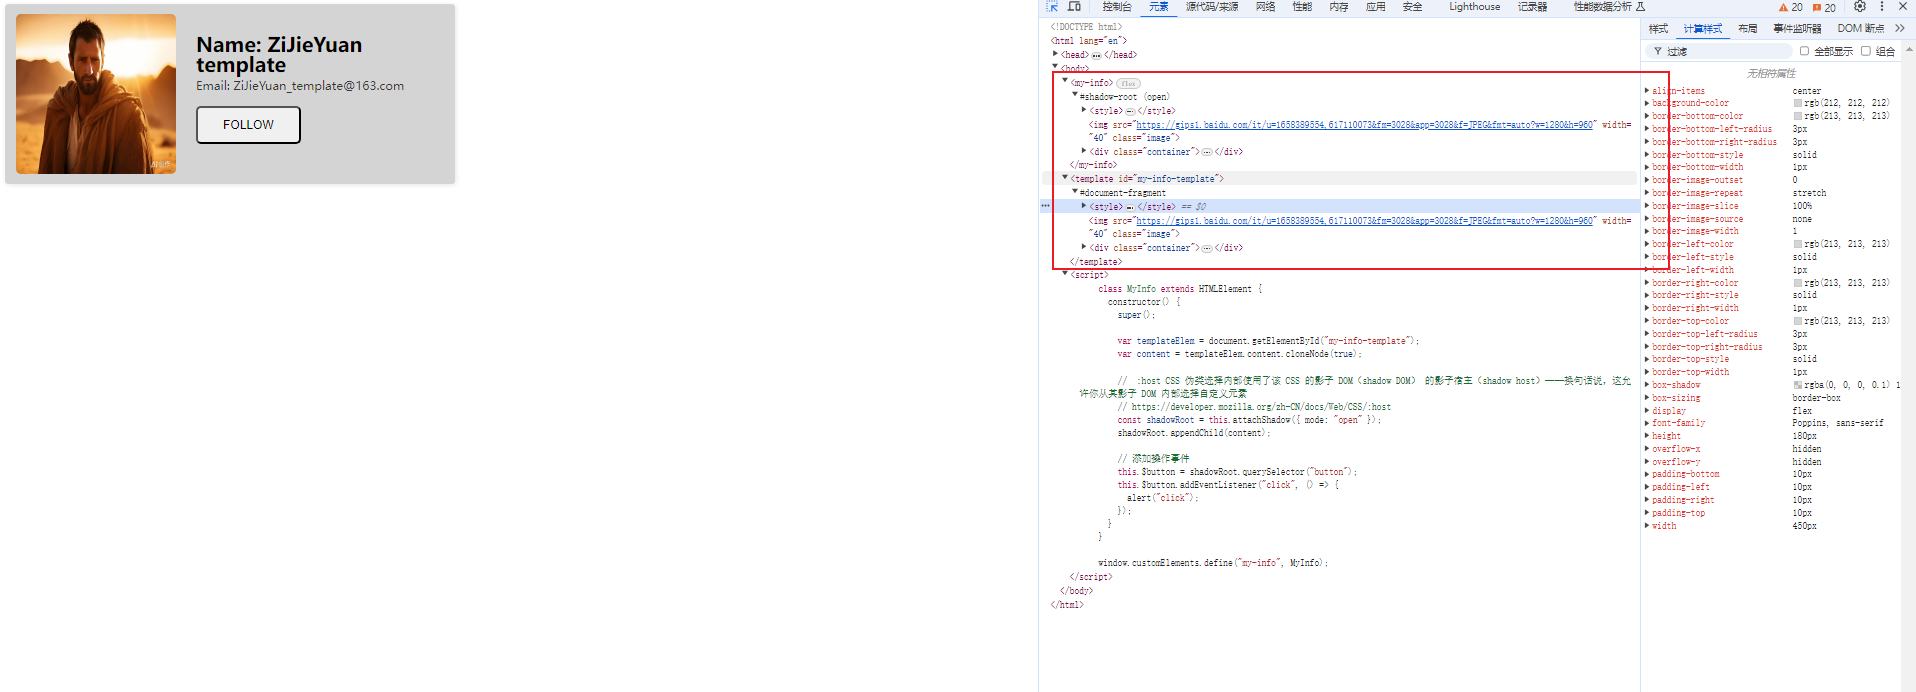 Name: ZiJieYuan
template
Email: ZiJieYuan_template@163.com
FOLLOW
控制台 元素 源代码/来源 网络 性能 内存 应用 安全 Lighthouse 记录器 性能数据分析 20 20
<!DOCTYPE html>
<html lang="en">
<head> … </head>
<body>
<my-info> flex
#shadow-root (open)
<style> … </style>
<img src="https://gips1.baidu.com/it/u=1658389554,617110073&fm=3028&app=3028&f=JPEG&fmt=auto?w=1280&h=960" width=
"40" class="image">
<div class="container"> … </div>
</my-info>
<template id="my-info-template">
#document-fragment
<style> … </style> == $0
<img src="https://gips1.baidu.com/it/u=1658389554,617110073&fm=3028&app=3028&f=JPEG&fmt=auto?w=1280&h=960" width=
"40" class="image">
<div class="container"> … </div>
</template>
<script>
class MyInfo extends HTMLElement {
constructor() {
super();
var templateElem = document.getElementById("my-info-template");
var content = templateElem.content.cloneNode(true);
// :host CSS 伪类选择内部使用了该 CSS 的影子 DOM（shadow DOM） 的影子宿主（shadow host）——换句话说，这允
许你从其影子 DOM 内部选择自定义元素
// https://developer.mozilla.org/zh-CN/docs/Web/CSS/:host
const shadowRoot = this.attachShadow({ mode: "open" });
shadowRoot.appendChild(content);
// 添加操作事件
this.$button = shadowRoot.querySelector("button");
this.$button.addEventListener("click", () => {
alert("click");
});
}
}
window.customElements.define("my-info", MyInfo);
</script>
</body>
</html>
样式 计算样式 布局 事件监听器 DOM 断点
过滤 全部显示 组合
无相符属性
align-items center
background-color rgb(212, 212, 212)
border-bottom-color rgb(213, 213, 213)
border-bottom-left-radius 3px
border-bottom-right-radius 3px
border-bottom-style solid
border-bottom-width 1px
border-image-outset 0
border-image-repeat stretch
border-image-slice 100%
border-image-source none
border-image-width 1
border-left-color rgb(213, 213, 213)
border-left-style solid
border-left-width 1px
border-right-color rgb(213, 213, 213)
border-right-style solid
border-right-width 1px
border-top-color rgb(213, 213, 213)
border-top-left-radius 3px
border-top-right-radius 3px
border-top-style solid
border-top-width 1px
box-shadow rgba(0, 0, 0, 0.1) 1
box-sizing border-box
display flex
font-family Poppins, sans-serif
height 180px
overflow-x hidden
overflow-y hidden
padding-bottom 10px
padding-left 10px
padding-right 10px
padding-top 10px
width 450px